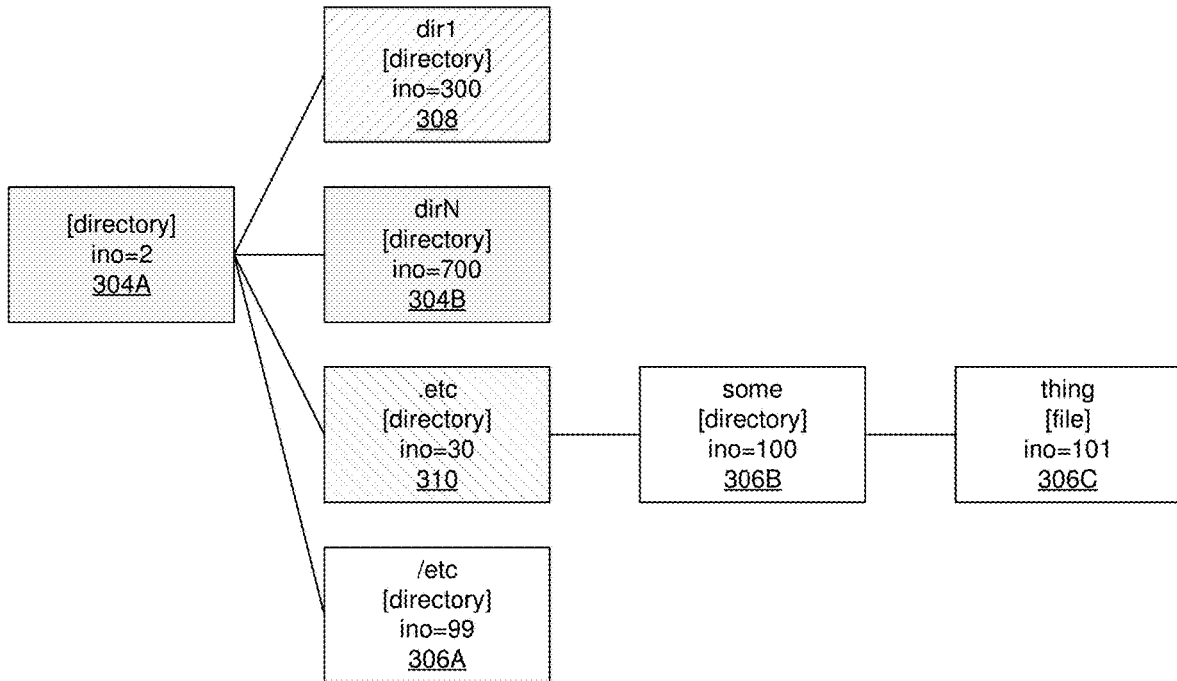 dir1
[directory]
ino=300
308
[directory]
ino=2
304A
dirN
[directory]
ino=700
304B
.etc
[directory]
ino=30
310
some
[directory]
ino=100
306B
thing
[file]
ino=101
306C
/etc
[directory]
ino=99
306A